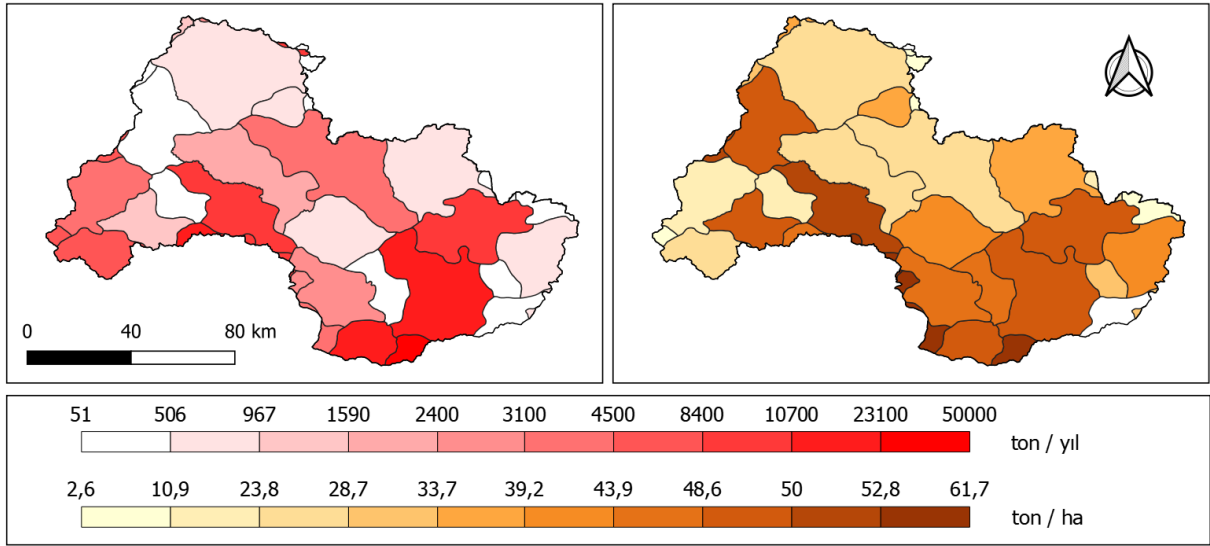 0 40 80 km
51 506 967 1590 2400 3100 4500 8400 10700 23100 50000
ton / yıl
2,6 10,9 23,8 28,7 33,7 39,2 43,9 48,6 50 52,8 61,7
ton / ha